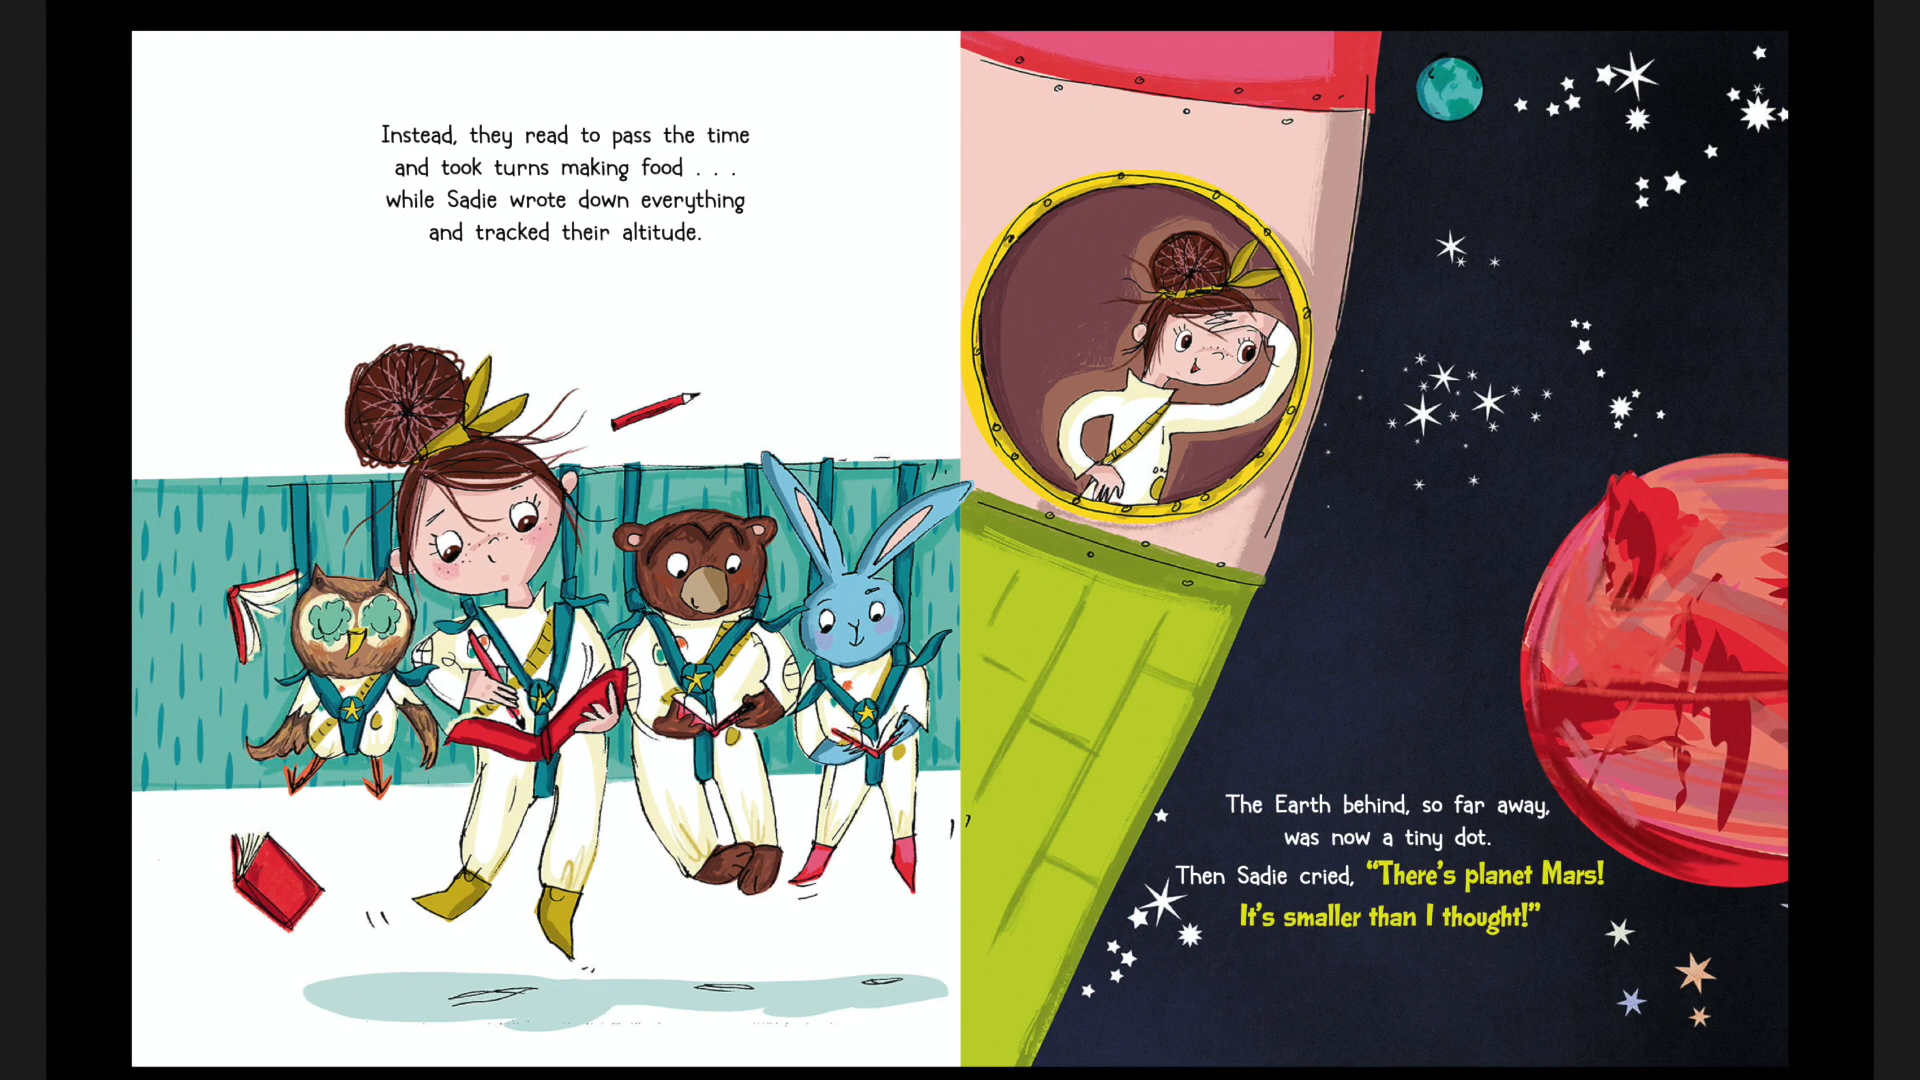 Instead, they read to pass the time
and took turns making food . . .
while Sadie wrote down everything
and tracked their altitude.
The Earth behind, so far away,
was now a tiny dot.
Then Sadie cried, “There’s planet Mars!
It’s smaller than I thought!”